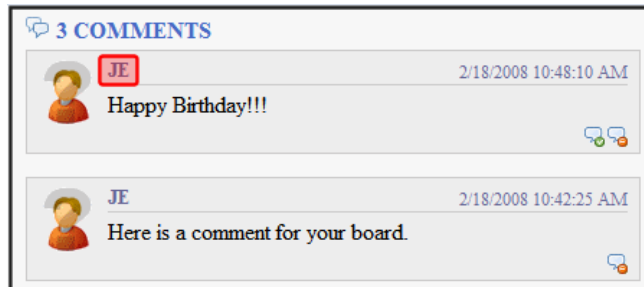 3 COMMENTS
JE 2/18/2008 10:48:10 AM
Happy Birthday!!!
JE 2/18/2008 10:42:25 AM
Here is a comment for your board.